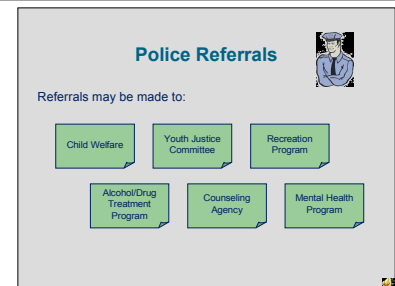 Police Referrals
Referrals may be made to:
Child Welfare
Youth Justice
Committee
Recreation
Program
Alcohol/Drug
Treatment
Program
Counseling
Agency
Mental Health
Program